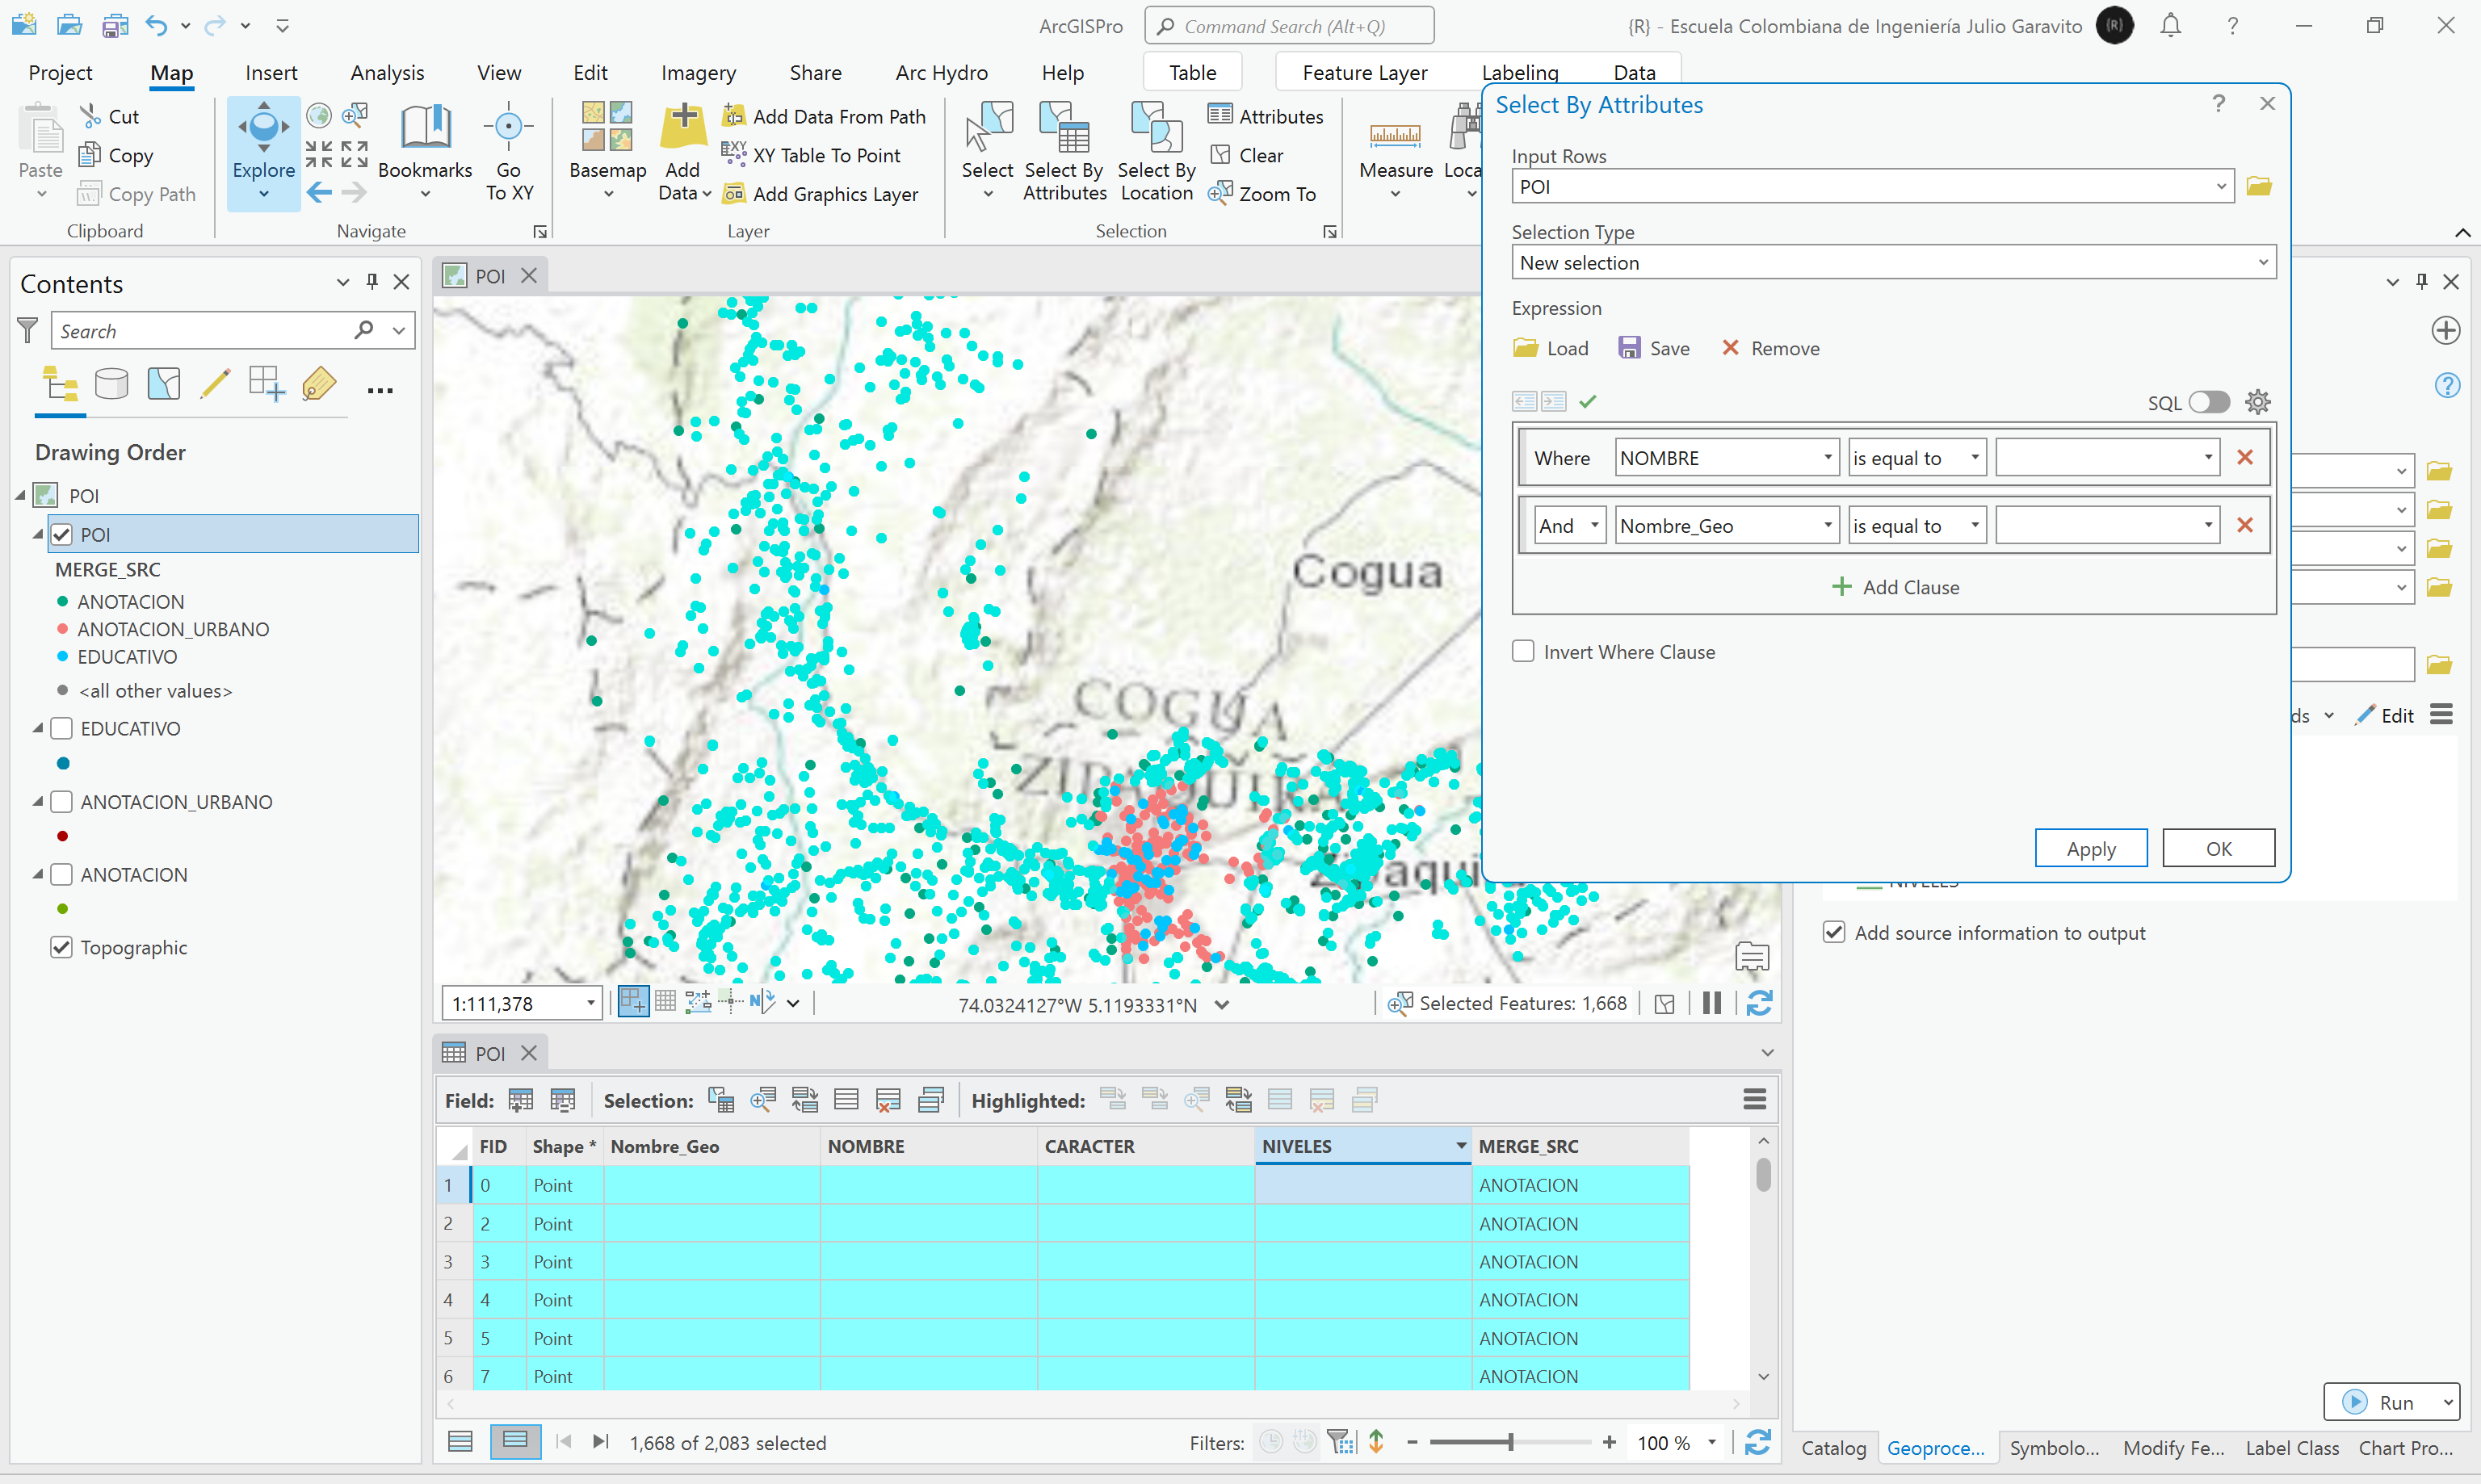 ArcGISPro
Command Search (Alt+Q)
{R} - Escuela Colombiana de Ingeniería Julio Garavito
{R}
?
Project
Map
Insert
Analysis
View
Edit
Imagery
Share
Arc Hydro
Help
Table
Feature Layer
Labeling
Data
Paste
Cut
Copy
Copy Path
Clipboard
Explore
Bookmarks
Go
To XY
Navigate
Basemap
Add
Data
Add Data From Path
XY Table To Point
Add Graphics Layer
Layer
Select
Select By
Attributes
Select By
Location
Attributes
Clear
Zoom To
Selection
Measure
Loca
Select By Attributes
?
Input Rows
POI
Selection Type
New selection
Expression
Load
Save
Remove
SQL
Where
NOMBRE
is equal to
And
Nombre_Geo
is equal to
Add Clause
Invert Where Clause
Apply
OK
Contents
Search
Drawing Order
POI
POI
MERGE_SRC
ANOTACION
ANOTACION_URBANO
EDUCATIVO
<all other values>
EDUCATIVO
ANOTACION_URBANO
ANOTACION
Topographic
POI
Cogua
COGUA
1:111,378
74.0324127°W 5.1193331°N
Selected Features: 1,668
POI
Field:
Selection:
Highlighted:
FID
Shape *
Nombre_Geo
NOMBRE
CARACTER
NIVELES
MERGE_SRC
1 0 Point ANOTACION
2 2 Point ANOTACION
3 3 Point ANOTACION
4 4 Point ANOTACION
5 5 Point ANOTACION
6 7 Point ANOTACION
1,668 of 2,083 selected
Filters:
100 %
ds
Edit
NIVELES
Add source information to output
Run
Catalog
Geoproce...
Symbolo...
Modify Fe...
Label Class
Chart Pro...